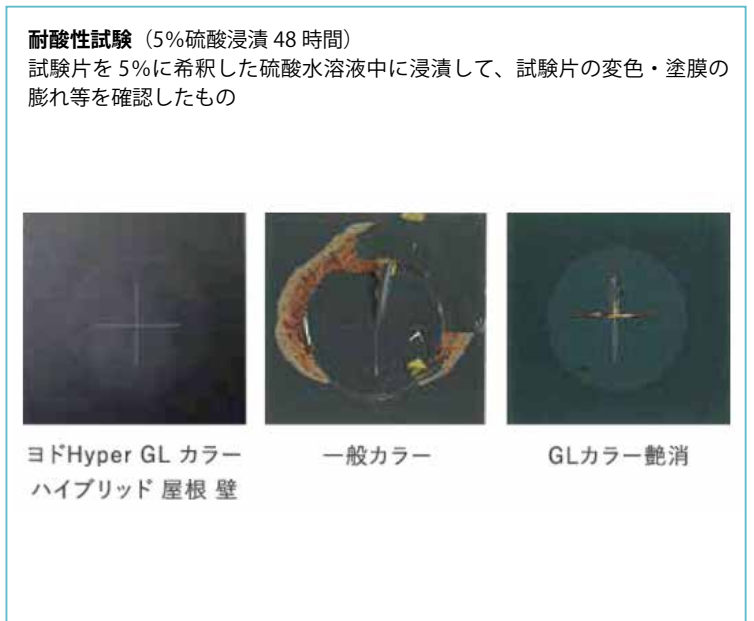 耐酸性試験（5%硫酸浸漬 48 時間）
試験片を 5%に希釈した硫酸水溶液中に浸漬して、試験片の変色・塗膜の
膨れ等を確認したもの
ヨドHyper GL カラー
ハイブリッド 屋根 壁
一般カラー
GLカラー艶消